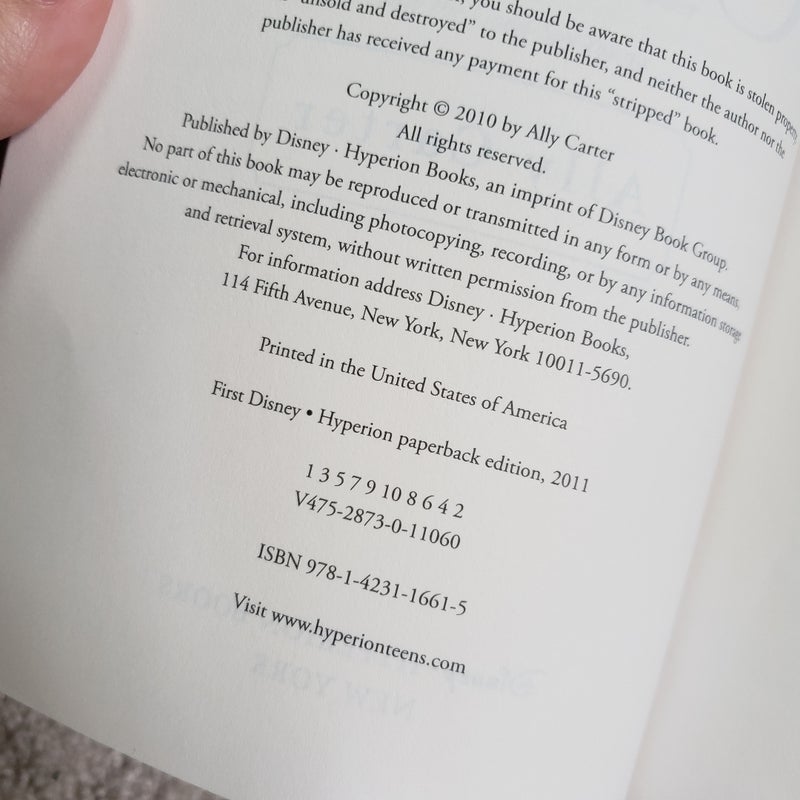 you should be aware that this book is stolen property
unsold and destroyed” to the publisher, and neither the author nor the
publisher has received any payment for this “stripped” book.
Copyright © 2010 by Ally Carter
All rights reserved.
Published by Disney · Hyperion Books, an imprint of Disney Book Group.
No part of this book may be reproduced or transmitted in any form or by any means,
electronic or mechanical, including photocopying, recording, or by any information storage
and retrieval system, without written permission from the publisher.
For information address Disney · Hyperion Books,
114 Fifth Avenue, New York, New York 10011-5690.
Printed in the United States of America
First Disney • Hyperion paperback edition, 2011
1 3 5 7 9 10 8 6 4 2
V475-2873-0-11060
ISBN 978-1-4231-1661-5
Visit www.hyperionteens.com